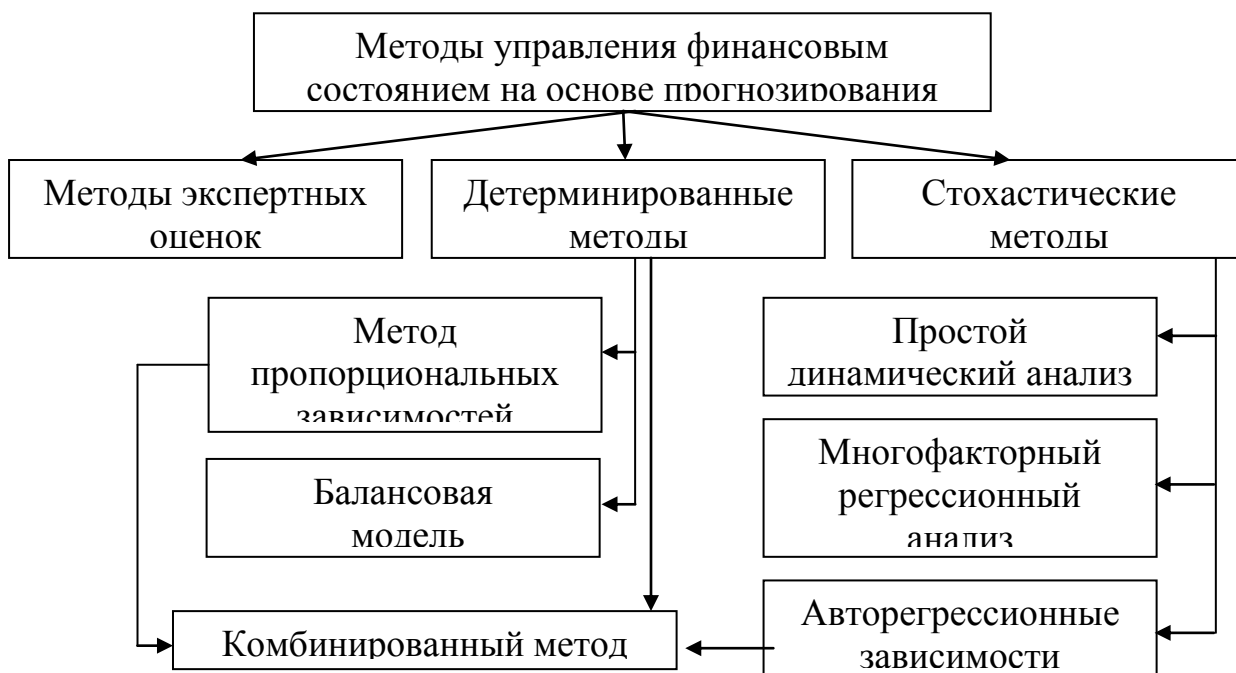 Методы управления финансовым
состоянием на основе прогнозирования
Методы экспертных
оценок
Детерминированные
методы
Стохастические
методы
Метод
пропорциональных
зависимостей
Простой
динамический анализ
Балансовая
модель
Многофакторный
регрессионный
анализ
Комбинированный метод
Авторегрессионные
зависимости